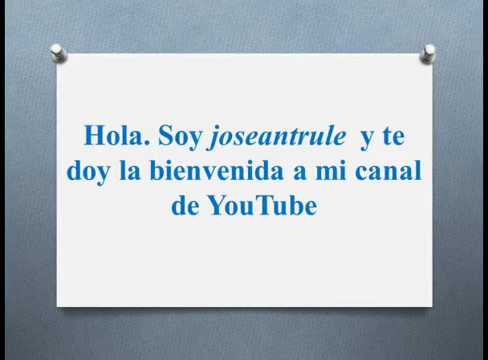 Hola. Soy joseantrule y te
doy la bienvenida a mi canal
de YouTube